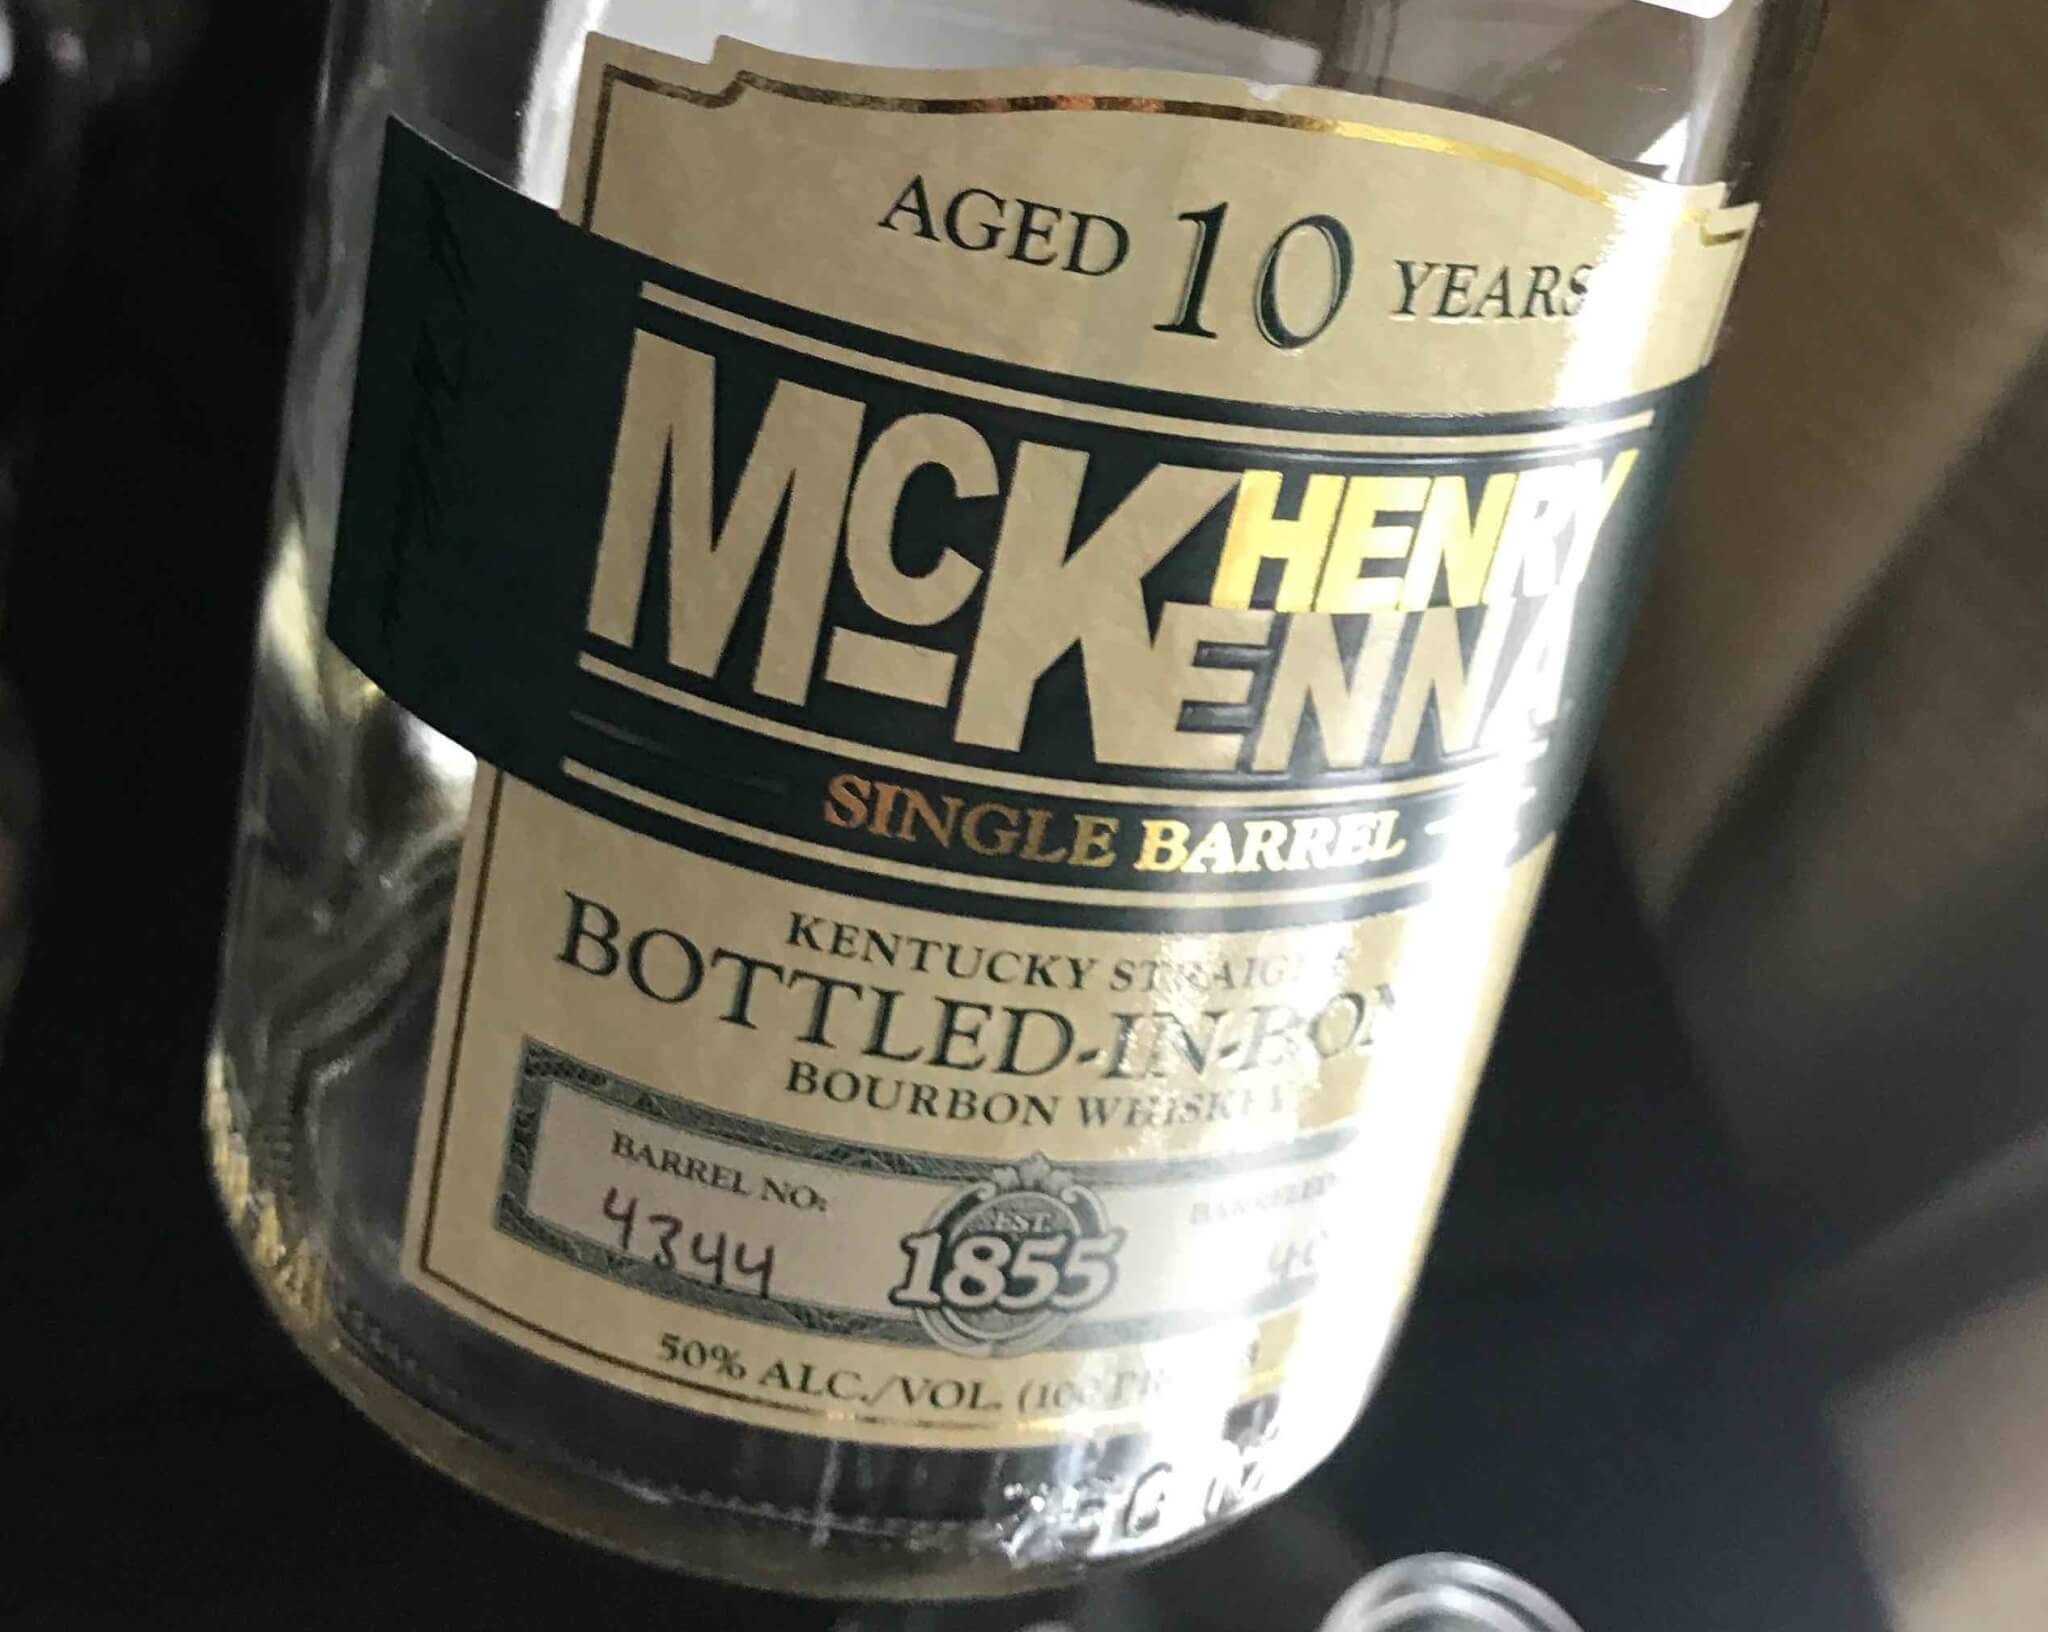 AGED 10 YEARS
HENRY
MCKENNA
SINGLE BARREL
KENTUCKY
BOTTLED-IN-
BOURBON WHISKEY
BARREL NO:
4344
EST.
1855
50% ALC./VOL.